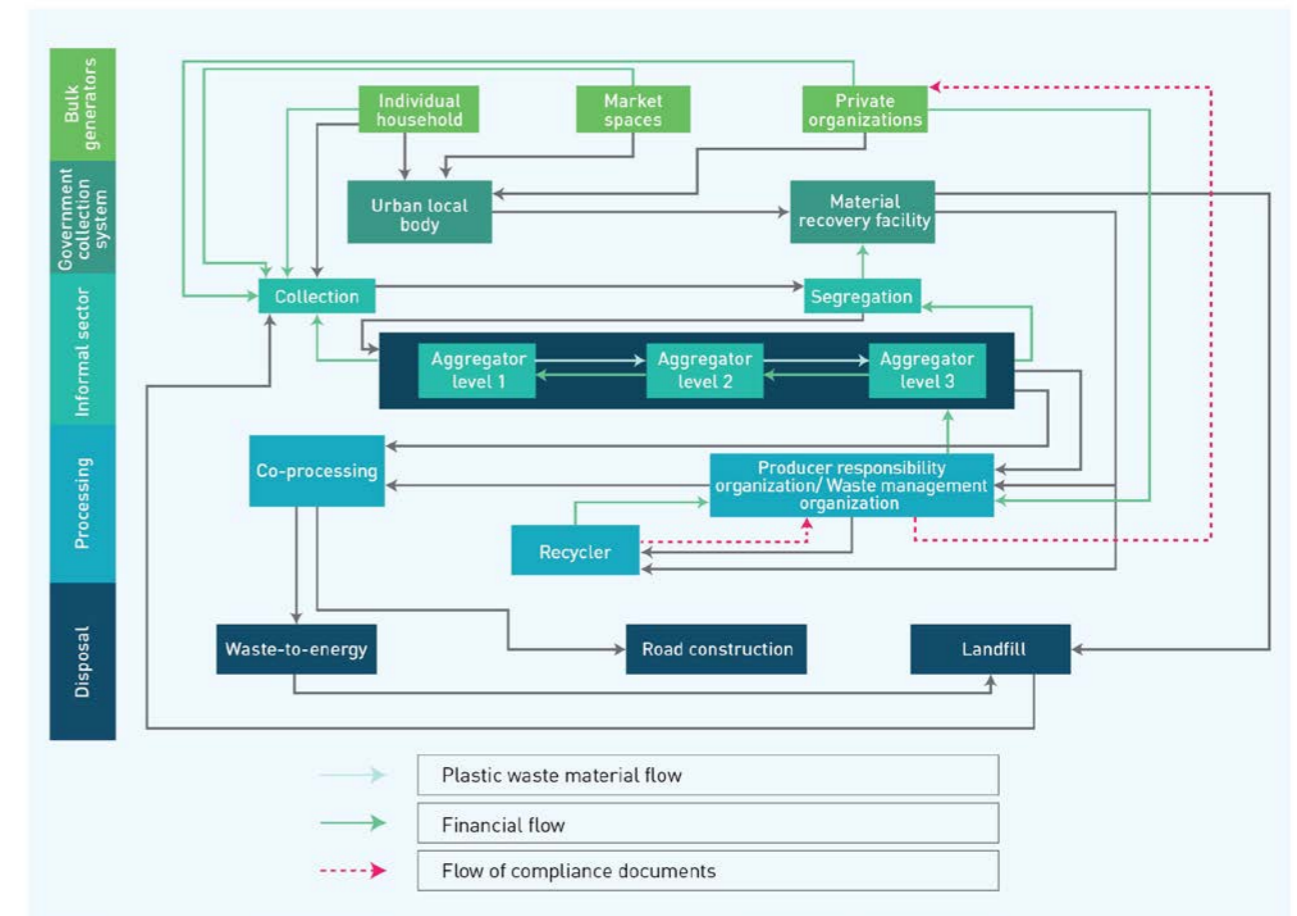 Bulk
generators
Individual
household
Market
spaces
Private
organizations
Government
collection
system
Urban local
body
Material
recovery facility
Informal sector
Collection
Segregation
Aggregator
level 1
Aggregator
level 2
Aggregator
level 3
Processing
Co-processing
Producer responsibility
organization/ Waste management
organization
Recycler
Disposal
Waste-to-energy
Road construction
Landfill
Plastic waste material flow
Financial flow
Flow of compliance documents